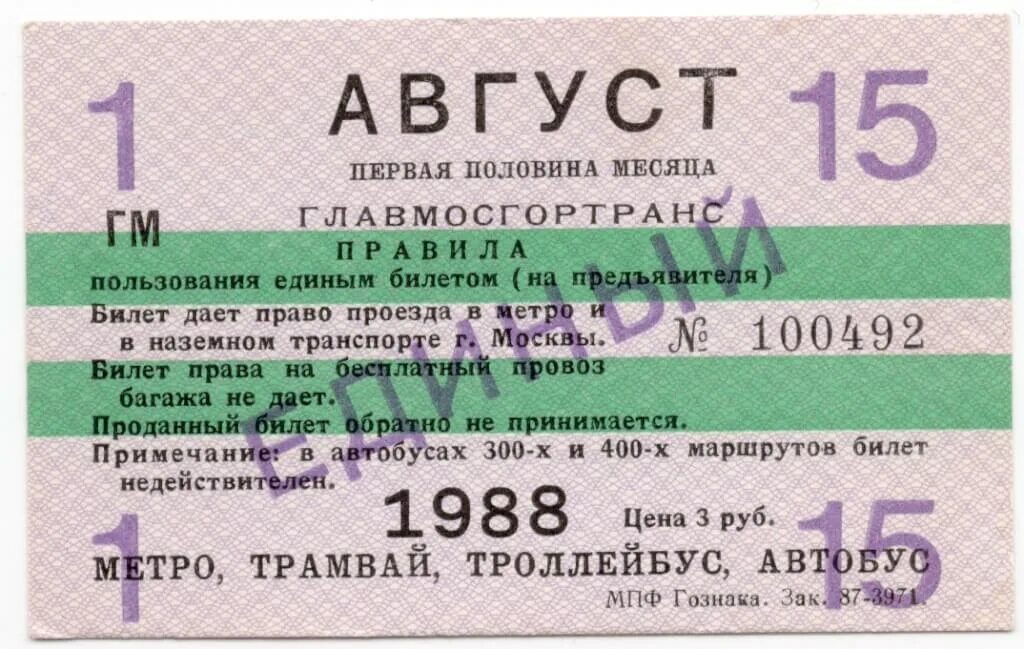 1 АВГУСТ 15
ПЕРВАЯ ПОЛОВИНА МЕСЯЦА
ГМ ГЛАВМОСГОРТРАНС
ПРАВИЛА
пользования единым билетом (на предъявителя)
Билет дает право проезда в метро и
в наземном транспорте г. Москвы.
№ 100492
Билет права на бесплатный провоз
багажа не дает.
Проданный билет обратно не принимается.
Примечание: в автобусах 300-х и 400-х маршрутов билет
недействителен.
ЕДИНЫЙ
1 1988 Цена 3 руб. 15
МЕТРО, ТРАМВАЙ, ТРОЛЛЕЙБУС, АВТОБУС
МПФ Гознака. Зак. 87-3971.